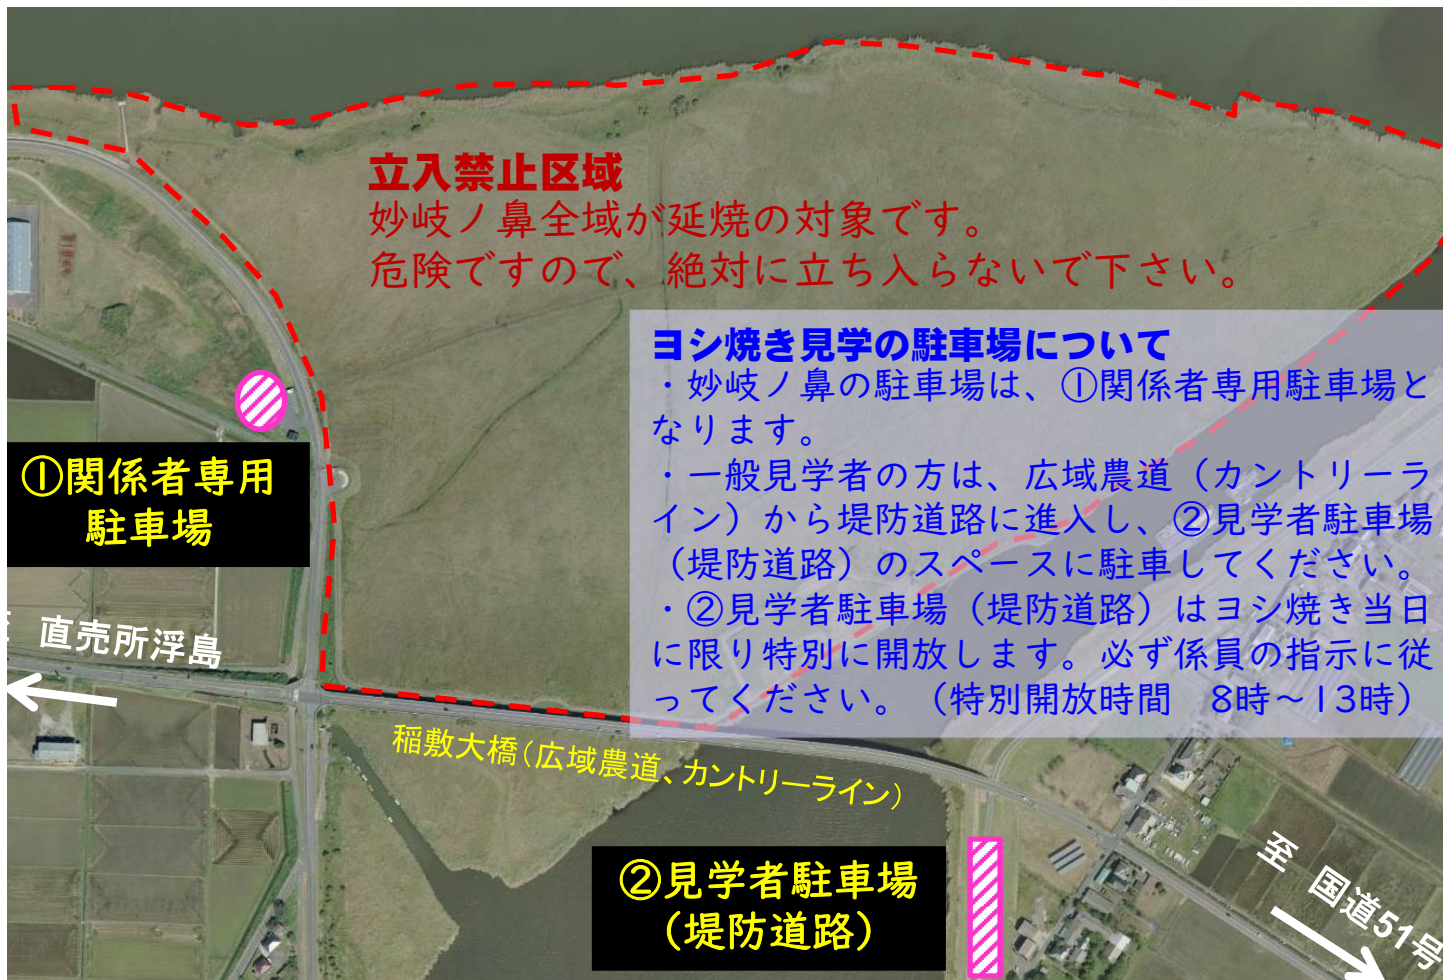 立入禁止区域
妙岐ノ鼻全域が延焼の対象です。
危険ですので、絶対に立ち入らないで下さい。
ヨシ焼き見学の駐車場について
・妙岐ノ鼻の駐車場は、①関係者専用駐車場と
なります。
・一般見学者の方は、広域農道（カントリーラ
イン）から堤防道路に進入し、②見学者駐車場
（堤防道路）のスペースに駐車してください。
・②見学者駐車場（堤防道路）はヨシ焼き当日
に限り特別に開放します。必ず係員の指示に従
ってください。（特別開放時間　8時～13時）
①関係者専用
駐車場
至　直売所浮島
稲敷大橋（広域農道、カントリーライン）
②見学者駐車場
（堤防道路）
至　国道51号